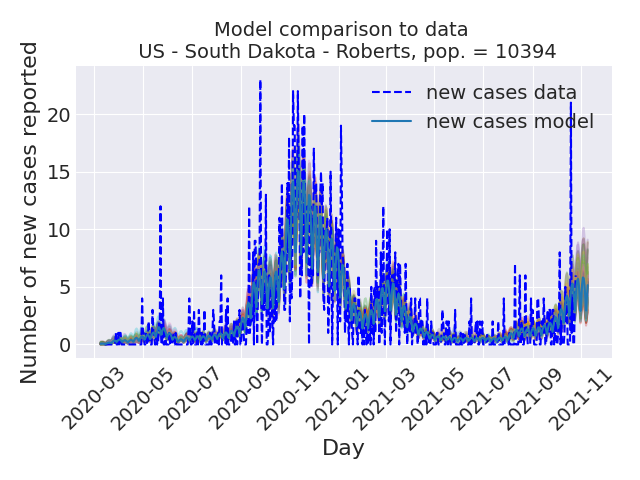 Model comparison to data
US - South Dakota - Roberts, pop. = 10394
Number of new cases reported
20
15
10
5
0
new cases data
new cases model
2020-03
2020-05
2020-07
2020-09
2020-11
2021-01
2021-03
2021-05
2021-07
2021-09
2021-11
Day